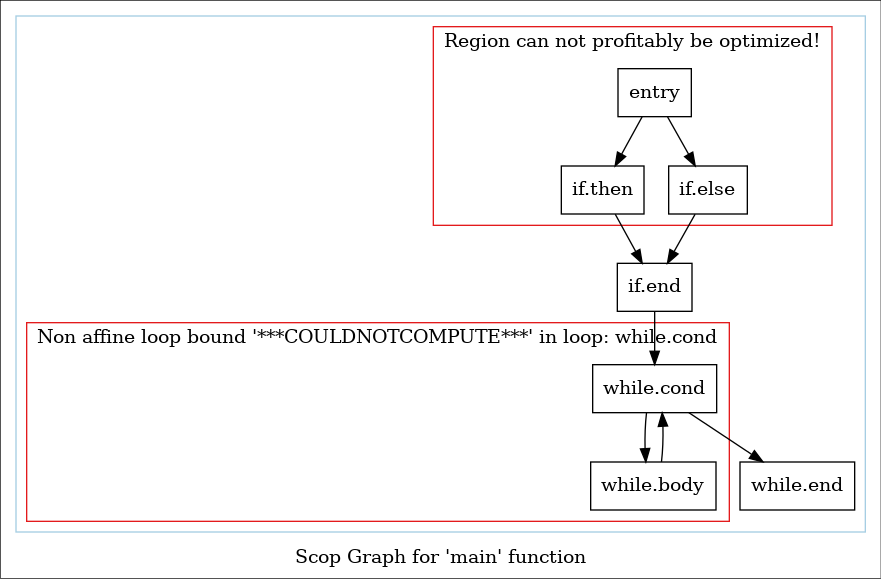 Region can not profitably be optimized!
entry
if.then
if.else
if.end
Non affine loop bound '***COULDNOTCOMPUTE***' in loop: while.cond
while.cond
while.body
while.end
Scop Graph for 'main' function